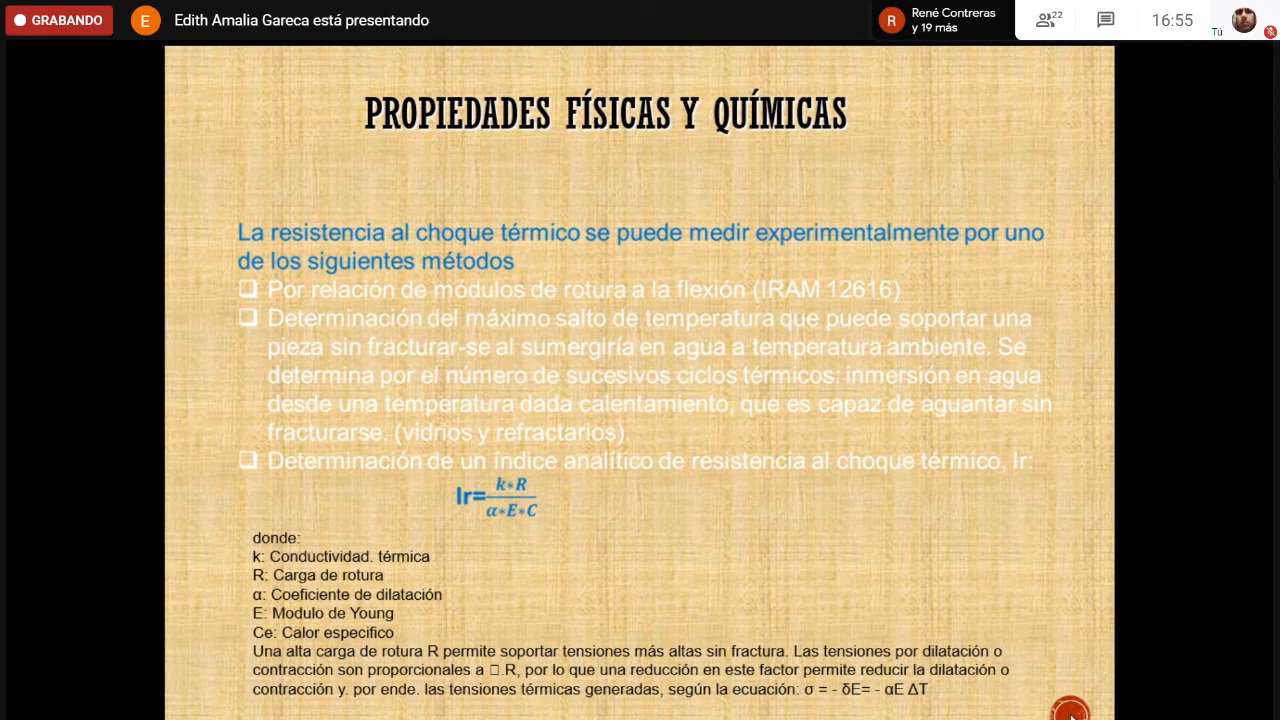 GRABANDO
E
Edith Amalia Gareca está presentando
R
René Contreras
y 19 más
22
16:55
Tú
PROPIEDADES FÍSICAS Y QUÍMICAS
La resistencia al choque térmico se puede medir experimentalmente por uno
de los siguientes métodos
❑ Por relación de módulos de rotura a la flexión (IRAM 12616)
❑ Determinación del máximo salto de temperatura que puede soportar una
pieza sin fracturar-se al sumergiría en agua a temperatura ambiente. Se
determina por el número de sucesivos ciclos térmicos: inmersión en agua
desde una temperatura dada calentamiento, que es capaz de aguantar sin
fracturarse. (vidrios y refractarios).
❑ Determinación de un índice analítico de resistencia al choque térmico, Ir:
Ir= k*R / α*E*C
donde:
k: Conductividad. térmica
R: Carga de rotura
α: Coeficiente de dilatación
E: Modulo de Young
Ce: Calor especifico
Una alta carga de rotura R permite soportar tensiones más altas sin fractura. Las tensiones por dilatación o
contracción son proporcionales a □.R, por lo que una reducción en este factor permite reducir la dilatación o
contracción y. por ende. las tensiones térmicas generadas, según la ecuación: σ = - δE= - αE ΔT